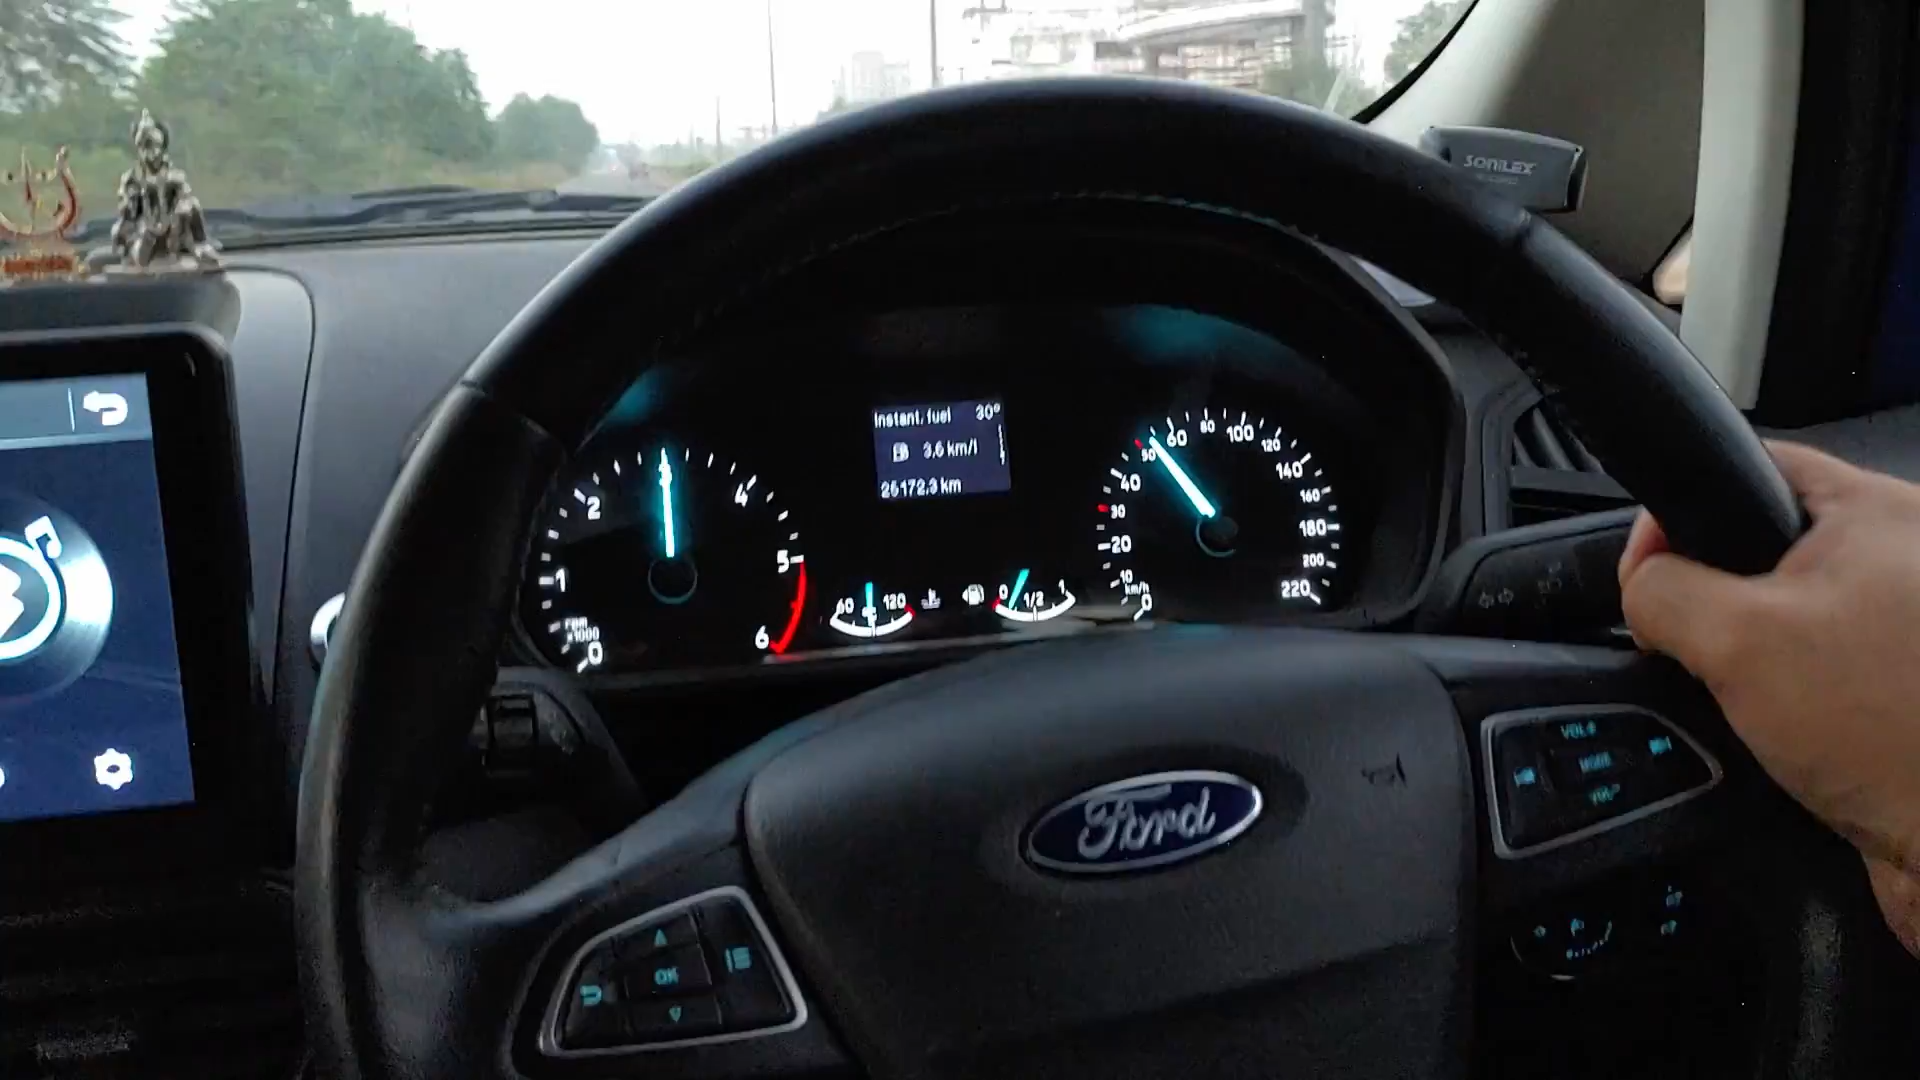 SONILEX
Instant. fuel 30°
3.6 km/l
25172.3 km
0
1
2
3
4
5
6
rpm
x1000
60
120
0
1/2
1
0
10
20
30
40
50
60
80
100
120
140
160
180
200
220
km/h
Ford
VOL+
MODE
VOL-
OK